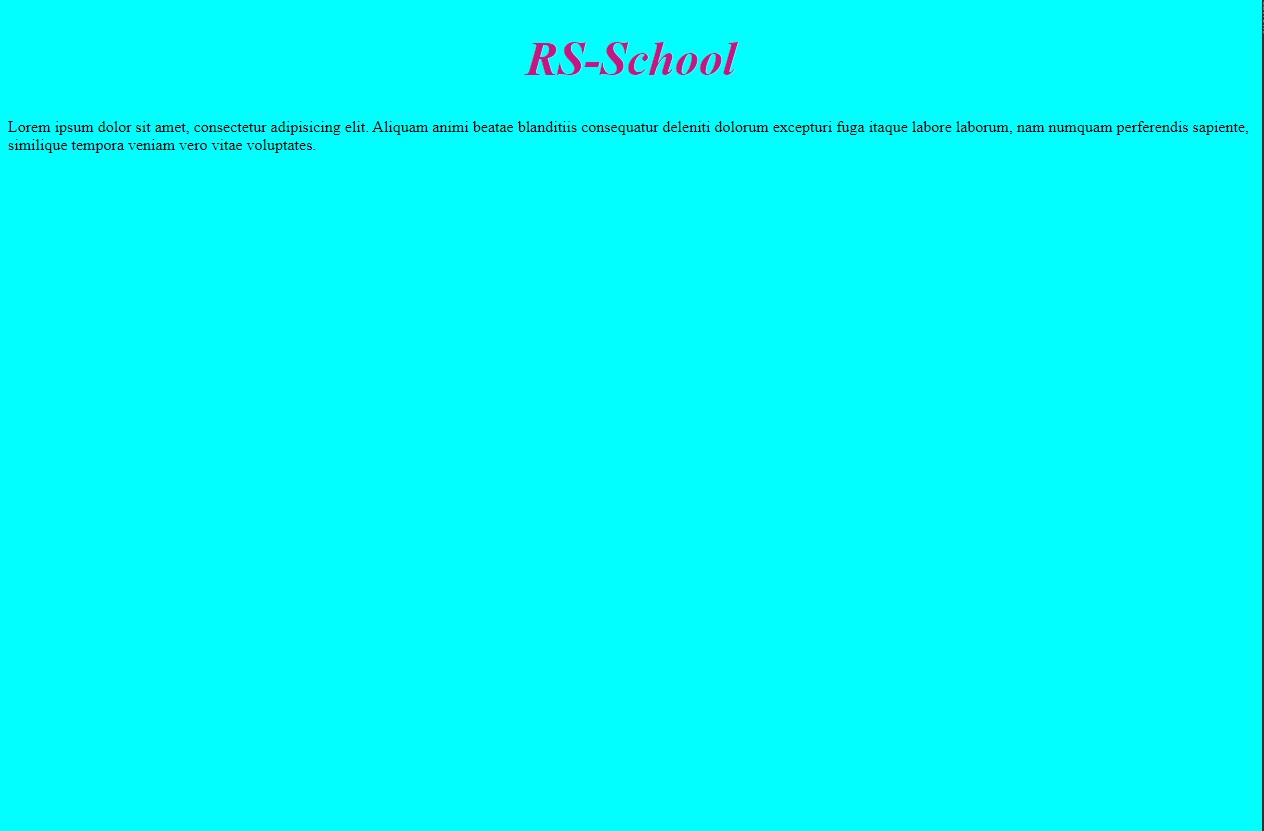 RS-School
Lorem ipsum dolor sit amet, consectetur adipisicing elit. Aliquam animi beatae blanditiis consequatur deleniti dolorum excepturi fuga itaque labore laborum, nam numquam perferendis sapiente,
similique tempora veniam vero vitae voluptates.